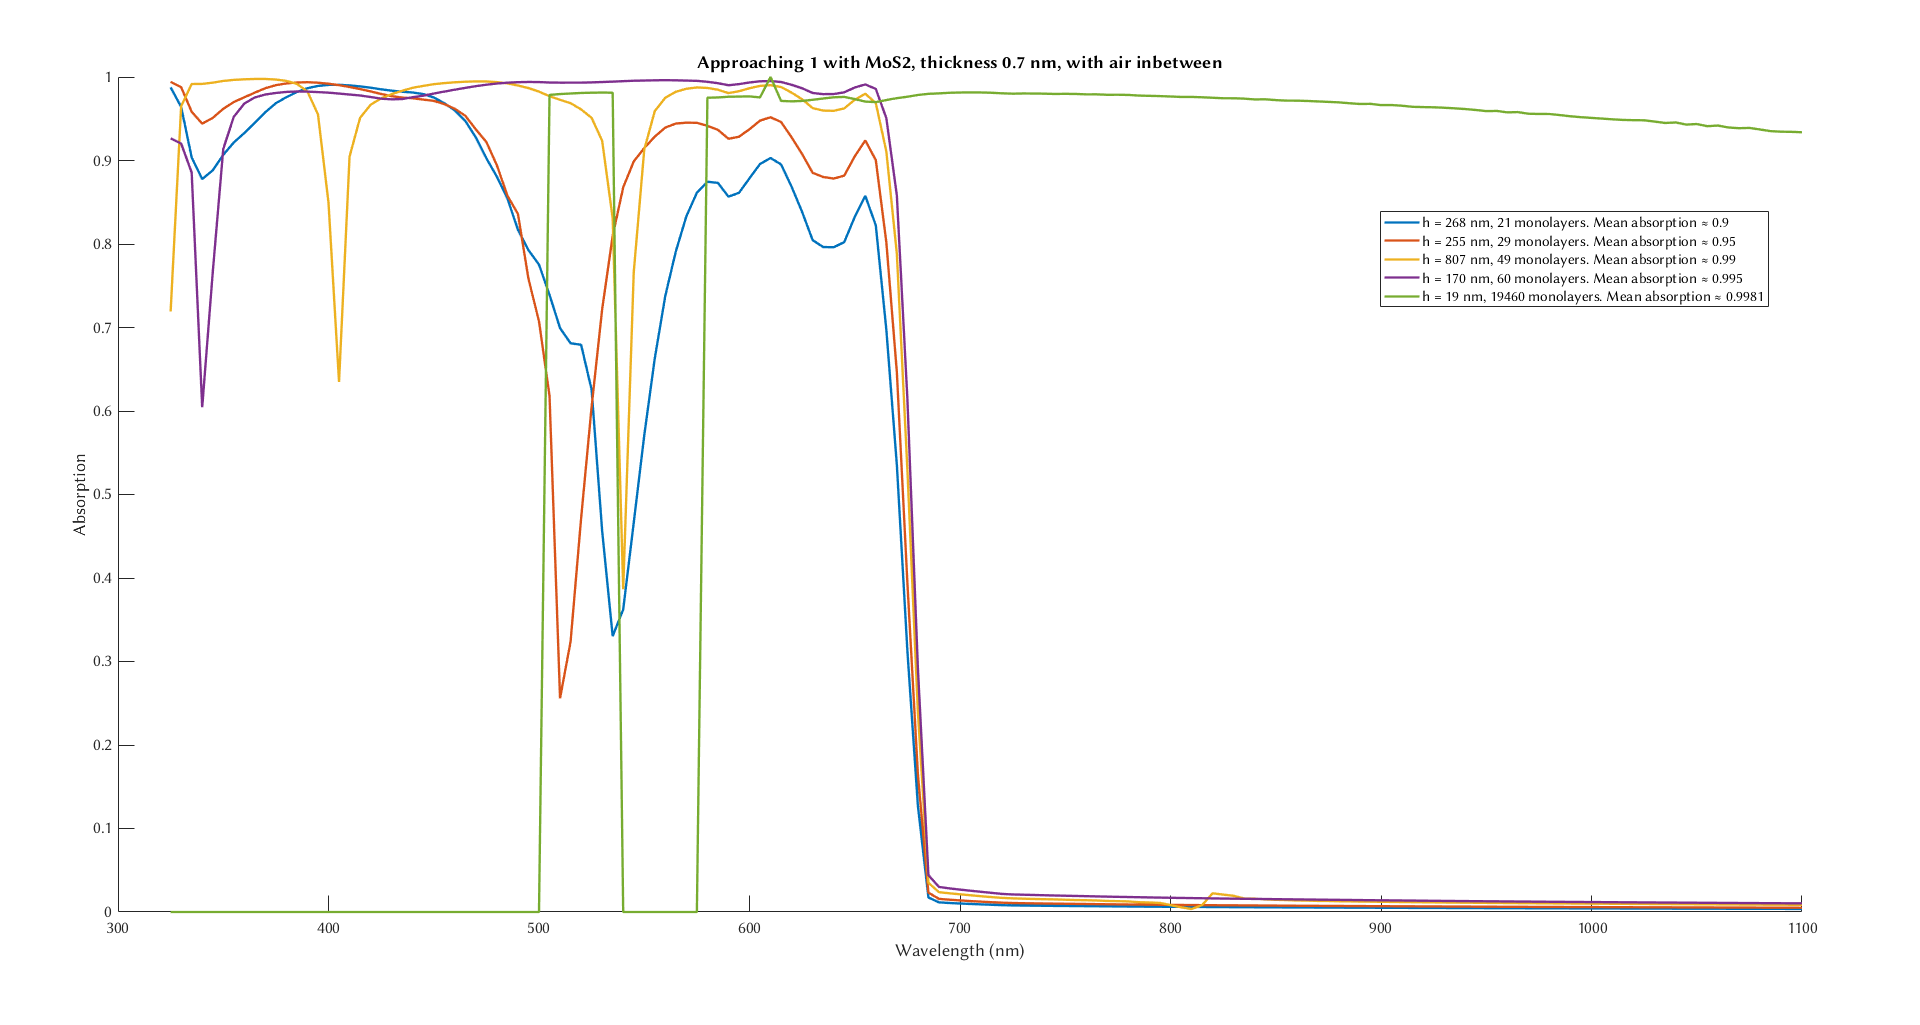 Approaching 1 with MoS2, thickness 0.7 nm, with air inbetween
1
0.9
0.8
0.7
0.6
0.5
0.4
0.3
0.2
0.1
0
Absorption
h = 268 nm, 21 monolayers. Mean absorption ≈ 0.9
h = 255 nm, 29 monolayers. Mean absorption ≈ 0.95
h = 807 nm, 49 monolayers. Mean absorption ≈ 0.99
h = 170 nm, 60 monolayers. Mean absorption ≈ 0.995
h = 19 nm, 19460 monolayers. Mean absorption ≈ 0.9981
300 400 500 600 700 800 900 1000 1100
Wavelength (nm)